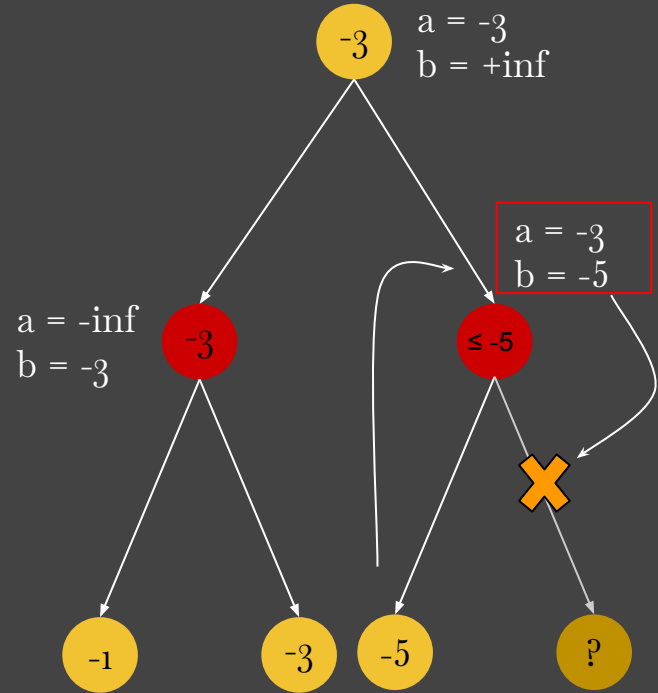 -3
a = -3
b = +inf
a = -3
b = -5
a = -inf
b = -3
-3
≤ -5
-1
-3
-5
?